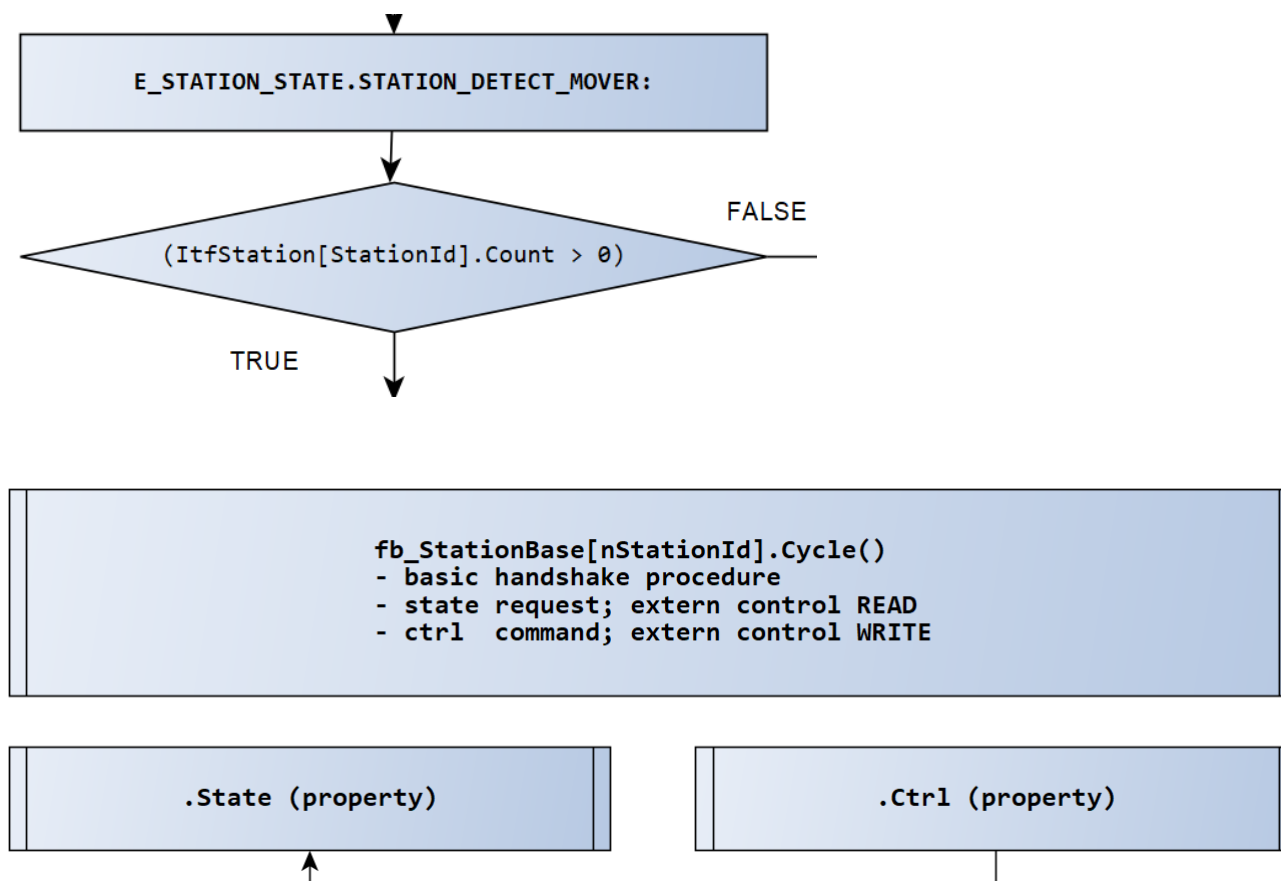 E_STATION_STATE.STATION_DETECT_MOVER:
FALSE
(ItfStation[StationId].Count > 0)
TRUE
fb_StationBase[nStationId].Cycle()
- basic handshake procedure
- state request; extern control READ
- ctrl  command; extern control WRITE
.State (property)
.Ctrl (property)